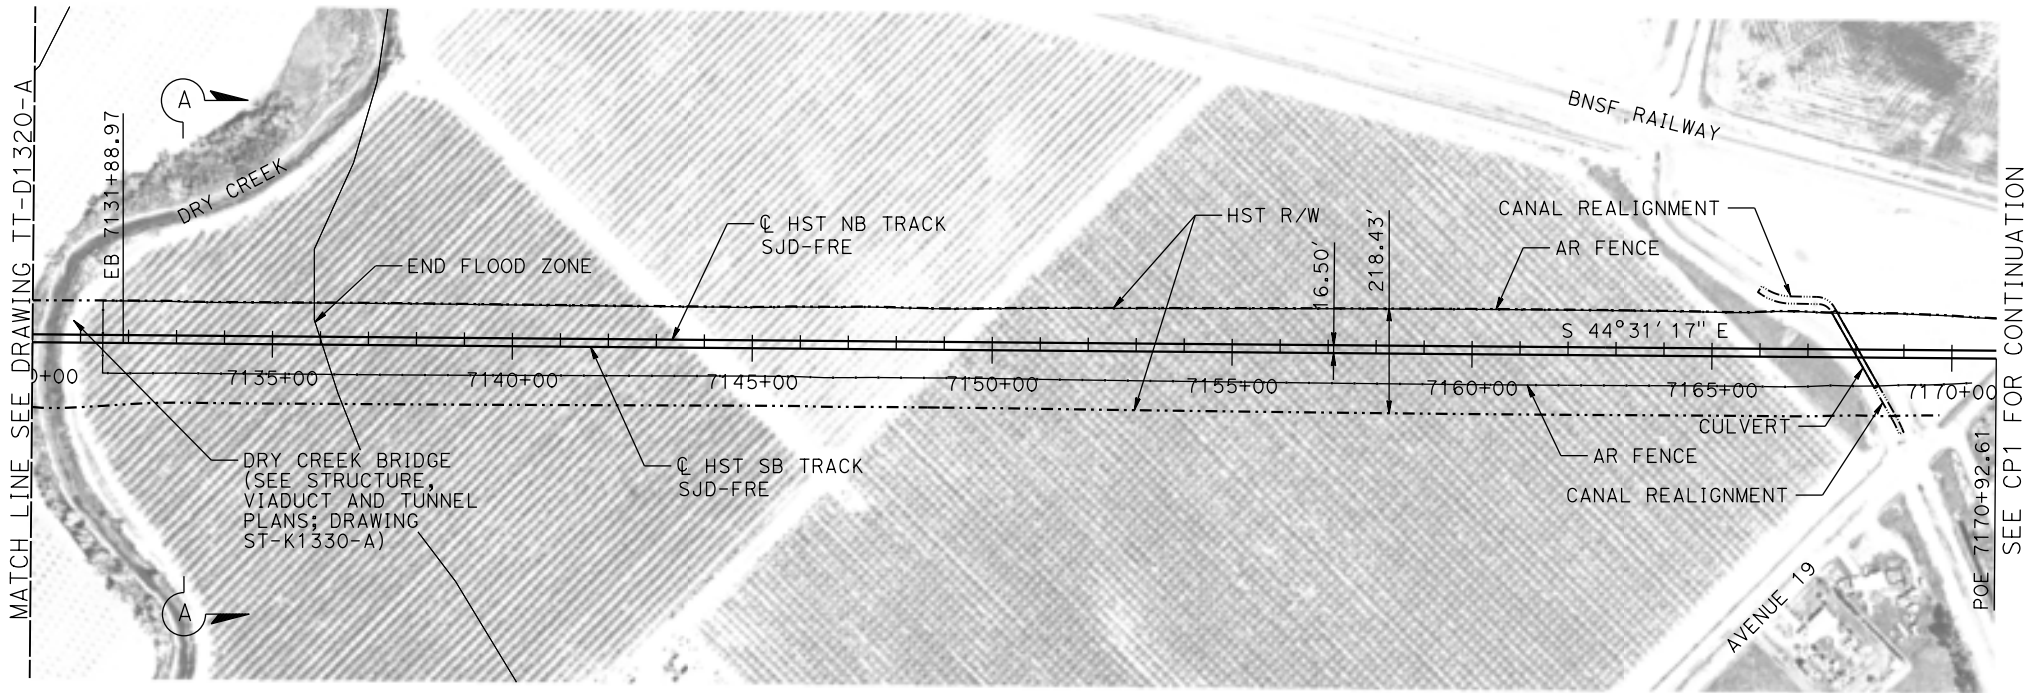 MATCH LINE SEE DRAWING TT-D1320-A
A
EB 7131+88.97
DRY CREEK
END FLOOD ZONE
℄ HST NB TRACK
SJD-FRE
HST R/W
16.50'
218.43'
BNSF RAILWAY
CANAL REALIGNMENT
AR FENCE
S 44°31'17" E
0+00
7135+00
7140+00
7145+00
7150+00
7155+00
7160+00
7165+00
7170+00
DRY CREEK BRIDGE
(SEE STRUCTURE,
VIADUCT AND TUNNEL
PLANS; DRAWING
ST-K1330-A)
℄ HST SB TRACK
SJD-FRE
CULVERT
AR FENCE
CANAL REALIGNMENT
A
AVENUE 19
POE 7170+92.61
SEE CP1 FOR CONTINUATION